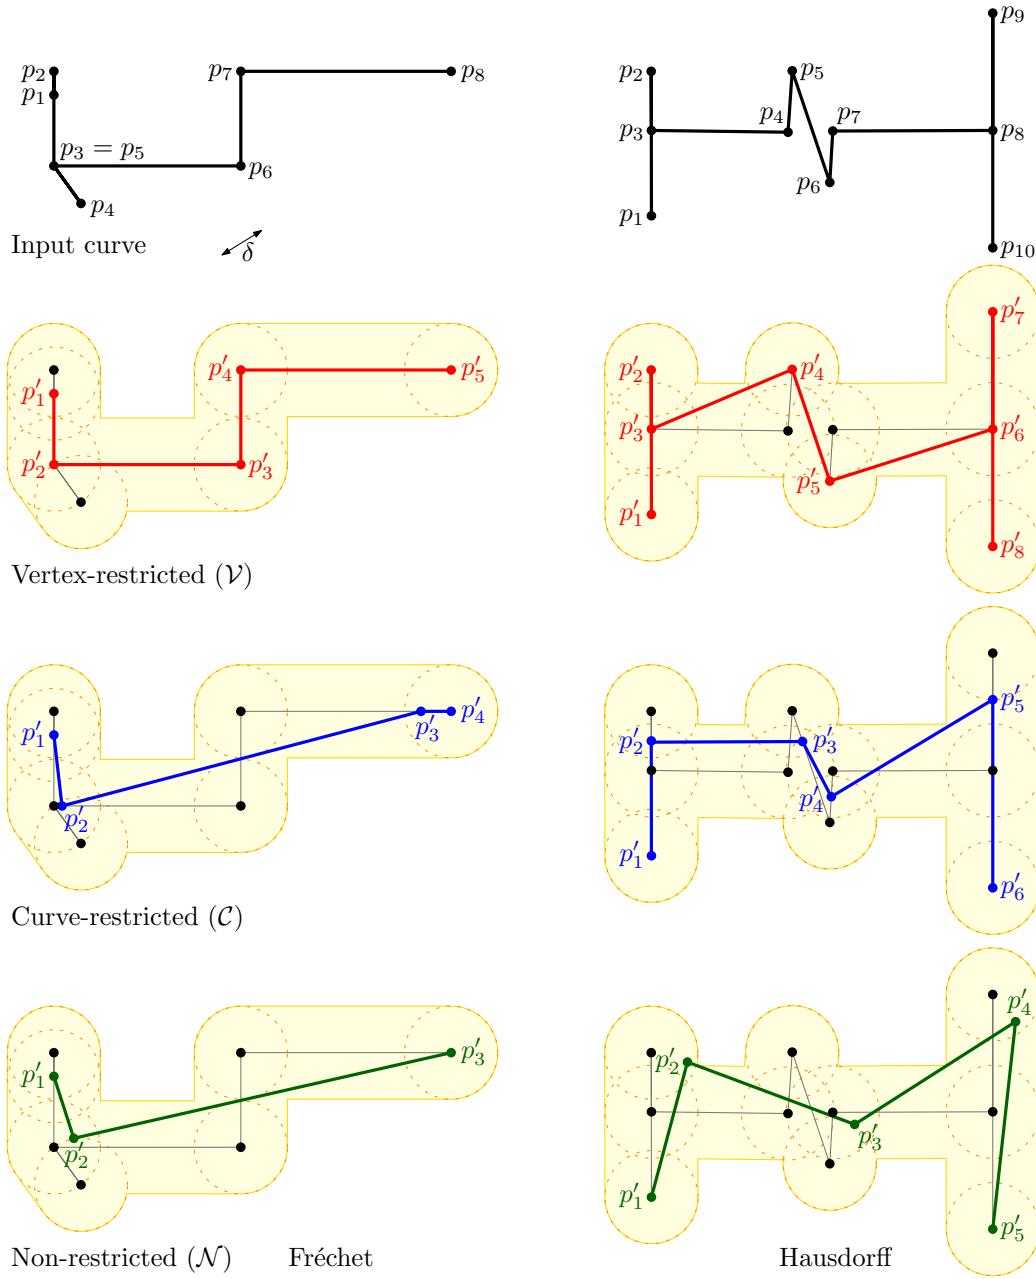 p₂
p₁
p₃ = p₅
p₄
p₇
p₆
p₈
Input curve
δ
p₂
p₃
p₁
p₅
p₄
p₇
p₆
p₉
p₈
p₁₀
p′₁
p′₂
p′₄
p′₃
p′₅
Vertex-restricted (𝒱)
p′₂
p′₃
p′₁
p′₄
p′₅
p′₇
p′₆
p′₈
p′₁
p′₂
p′₃
p′₄
Curve-restricted (𝒞)
p′₂
p′₁
p′₃
p′₄
p′₅
p′₆
p′₁
p′₂
p′₃
Non-restricted (𝒩)
Fréchet
p′₂
p′₁
p′₃
p′₄
p′₅
Hausdorff